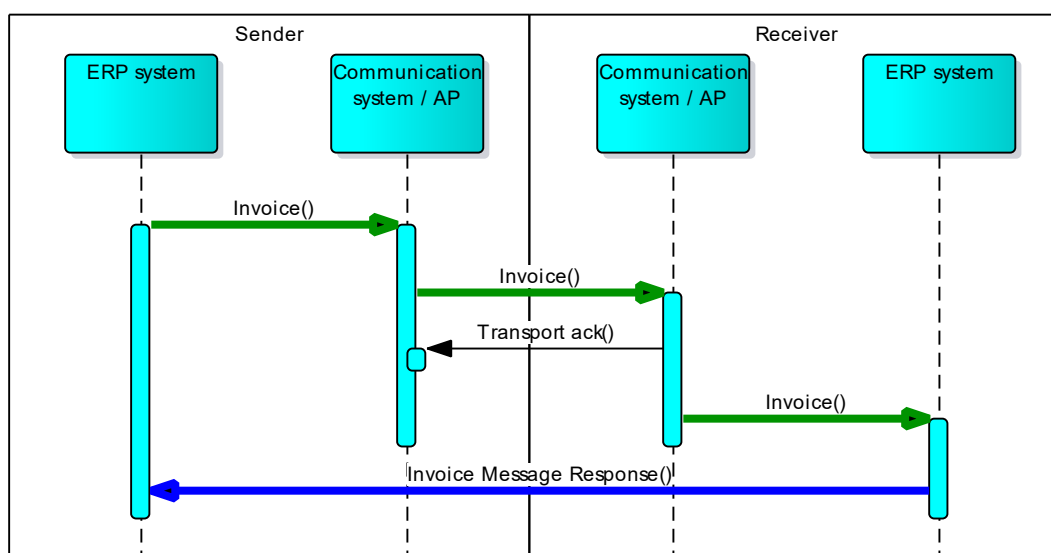 Sender
Receiver
ERP system
Communication
system / AP
Communication
system / AP
ERP system
Invoice()
Invoice()
Transport ack()
Invoice()
Invoice Message Response()